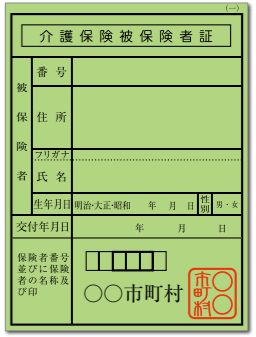 (一)
介護保険被保険者証
被保険者
番号
住所
フリガナ
氏名
生年月日
明治・大正・昭和 年 月 日
性別
男・女
交付年月日
年 月 日
保険者番号
並びに保険
者の名称及
び印
〇〇市町村
〇〇
市町村